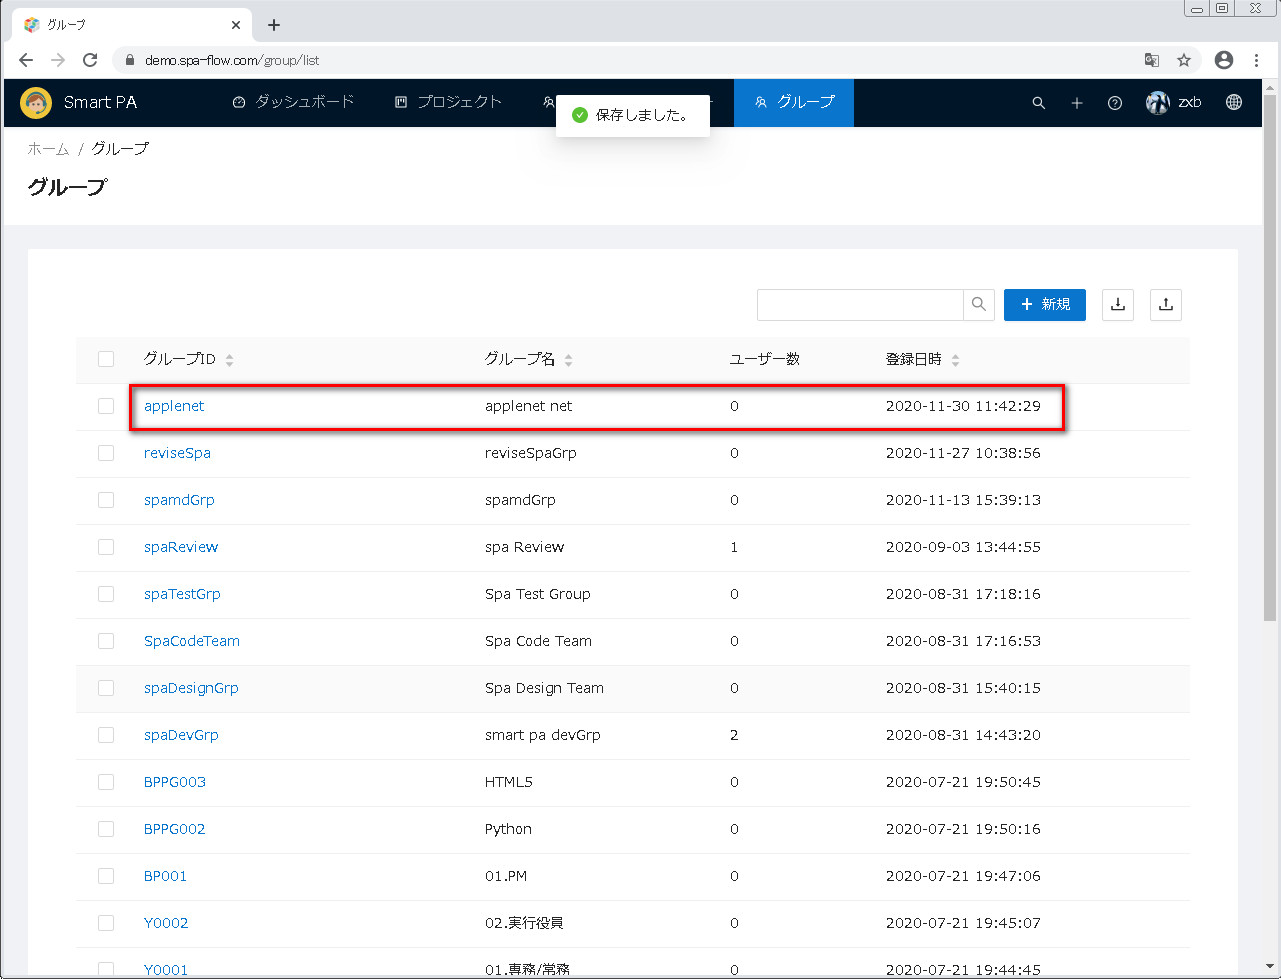 グループ
demo.spa-flow.com/group/list
Smart PA
ダッシュボード
プロジェクト
グループ
zxb
保存しました。
ホーム / グループ
グループ
+ 新規
グループID
グループ名
ユーザー数
登録日時
applenet applenet net 0 2020-11-30 11:42:29
reviseSpa reviseSpaGrp 0 2020-11-27 10:38:56
spamdGrp spamdGrp 0 2020-11-13 15:39:13
spaReview spa Review 1 2020-09-03 13:44:55
spaTestGrp Spa Test Group 0 2020-08-31 17:18:16
SpaCodeTeam Spa Code Team 0 2020-08-31 17:16:53
spaDesignGrp Spa Design Team 0 2020-08-31 15:40:15
spaDevGrp smart pa devGrp 2 2020-08-31 14:43:20
BPPG003 HTML5 0 2020-07-21 19:50:45
BPPG002 Python 0 2020-07-21 19:50:16
BP001 01.PM 0 2020-07-21 19:47:06
Y0002 02.実行役員 0 2020-07-21 19:45:07
Y0001 01.専務/常務 0 2020-07-21 19:44:45